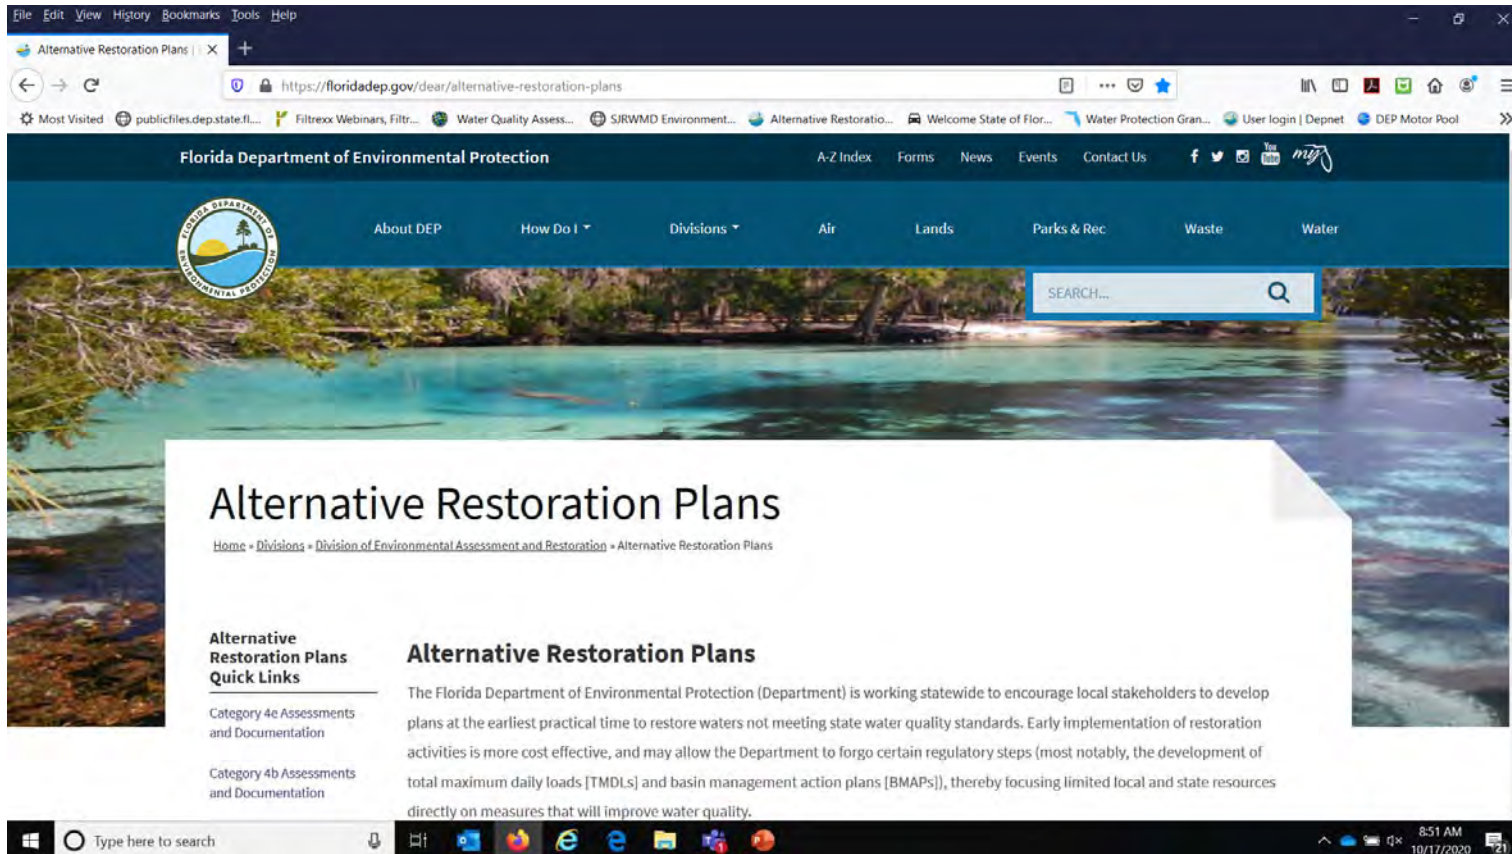 File Edit View History Bookmarks Tools Help
Alternative Restoration Plans |
https://floridadep.gov/dear/alternative-restoration-plans
Most Visited publicfiles.dep.state.fl.... Filtrexx Webinars, Filtr... Water Quality Assess... SJRWMD Environment... Alternative Restoratio... Welcome State of Flor... Water Protection Gran... User login | Depnet DEP Motor Pool
Florida Department of Environmental Protection A-Z Index Forms News Events Contact Us You Tube my
FLORIDA DEPARTMENT OF ENVIRONMENTAL PROTECTION
About DEP How Do I Divisions Air Lands Parks & Rec Waste Water
SEARCH...
Alternative Restoration Plans
Home » Divisions » Division of Environmental Assessment and Restoration » Alternative Restoration Plans
Alternative
Restoration Plans
Quick Links
Category 4e Assessments
and Documentation
Category 4b Assessments
and Documentation
Alternative Restoration Plans
The Florida Department of Environmental Protection (Department) is working statewide to encourage local stakeholders to develop
plans at the earliest practical time to restore waters not meeting state water quality standards. Early implementation of restoration
activities is more cost effective, and may allow the Department to forgo certain regulatory steps (most notably, the development of
total maximum daily loads [TMDLs] and basin management action plans [BMAPs]), thereby focusing limited local and state resources
directly on measures that will improve water quality.
Type here to search
8:51 AM
10/17/2020
21